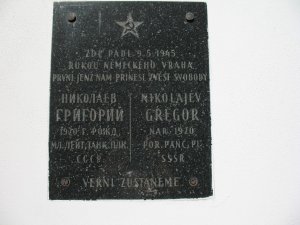 ZDE PADL 9.5.1945
RUKOU NĚMECKÉHO VRAHA
PRVNÍ JENŽ NÁM PŘINESL ZVĚST SVOBODY
НИКОЛАЕВ
ГРИГОРИЙ
1920 Г. РОЖД.
МЛ. ЛЕЙТ. ТАНК. ПЛК.
СССР
NIKOLAJEV
GREGOR
NAR. 1920
POR. PANC. PL.
SSSR
VĚRNI ZŮSTANEME